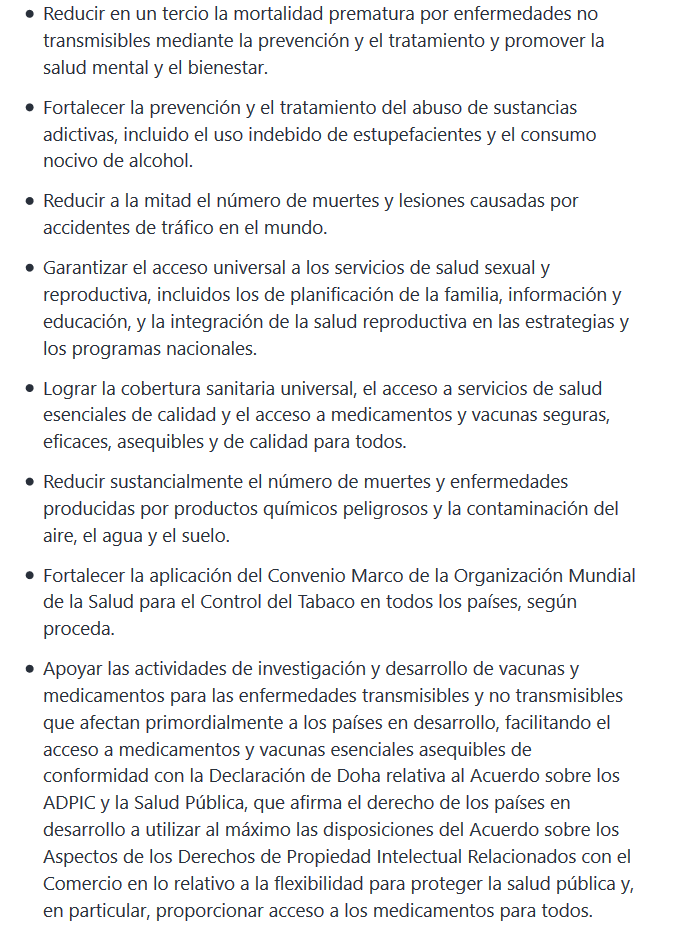 • Reducir en un tercio la mortalidad prematura por enfermedades no
transmisibles mediante la prevención y el tratamiento y promover la
salud mental y el bienestar.
• Fortalecer la prevención y el tratamiento del abuso de sustancias
adictivas, incluido el uso indebido de estupefacientes y el consumo
nocivo de alcohol.
• Reducir a la mitad el número de muertes y lesiones causadas por
accidentes de tráfico en el mundo.
• Garantizar el acceso universal a los servicios de salud sexual y
reproductiva, incluidos los de planificación de la familia, información y
educación, y la integración de la salud reproductiva en las estrategias y
los programas nacionales.
• Lograr la cobertura sanitaria universal, el acceso a servicios de salud
esenciales de calidad y el acceso a medicamentos y vacunas seguras,
eficaces, asequibles y de calidad para todos.
• Reducir sustancialmente el número de muertes y enfermedades
producidas por productos químicos peligrosos y la contaminación del
aire, el agua y el suelo.
• Fortalecer la aplicación del Convenio Marco de la Organización Mundial
de la Salud para el Control del Tabaco en todos los países, según
proceda.
• Apoyar las actividades de investigación y desarrollo de vacunas y
medicamentos para las enfermedades transmisibles y no transmisibles
que afectan primordialmente a los países en desarrollo, facilitando el
acceso a medicamentos y vacunas esenciales asequibles de
conformidad con la Declaración de Doha relativa al Acuerdo sobre los
ADPIC y la Salud Pública, que afirma el derecho de los países en
desarrollo a utilizar al máximo las disposiciones del Acuerdo sobre los
Aspectos de los Derechos de Propiedad Intelectual Relacionados con el
Comercio en lo relativo a la flexibilidad para proteger la salud pública y,
en particular, proporcionar acceso a los medicamentos para todos.